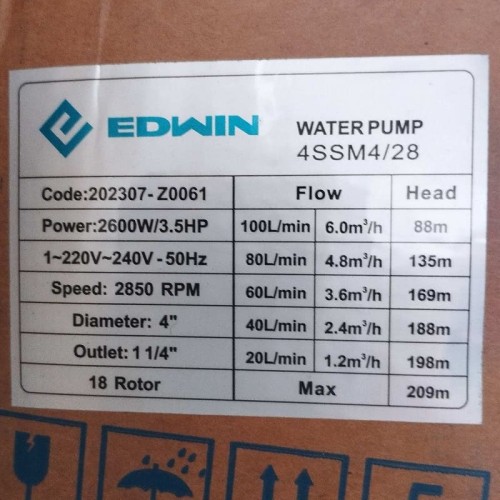 EDWIN
WATER PUMP
4SSM4/28
Code:202307-Z0061 Flow Head
Power:2600W/3.5HP 100L/min 6.0m³/h 88m
1~220V~240V-50Hz 80L/min 4.8m³/h 135m
Speed: 2850 RPM 60L/min 3.6m³/h 169m
Diameter: 4" 40L/min 2.4m³/h 188m
Outlet: 1 1/4" 20L/min 1.2m³/h 198m
18 Rotor Max 209m